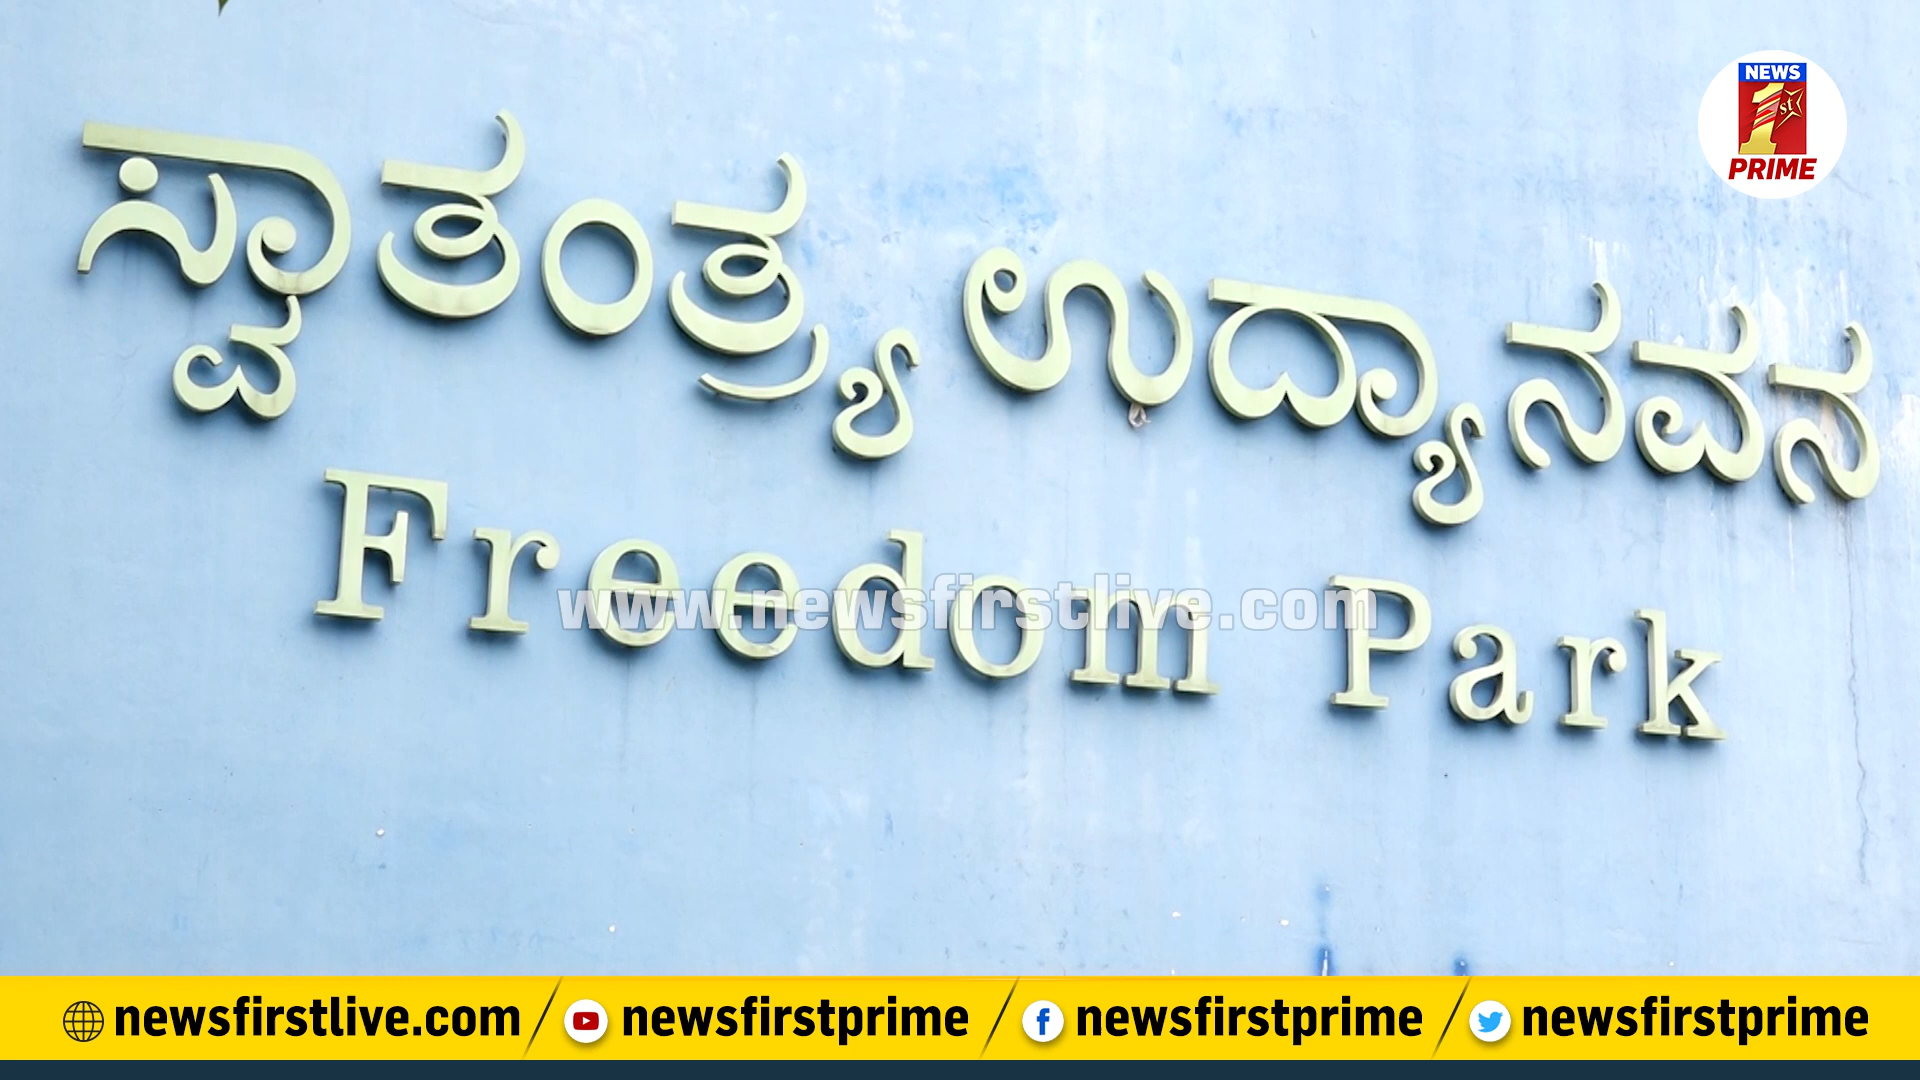 NEWS
1st
PRIME
ಸ್ವಾತಂತ್ರ್ಯ ಉದ್ಯಾನವನ
Freedom Park
www.newsfirstlive.com
newsfirstlive.com
newsfirstprime
newsfirstprime
newsfirstprime